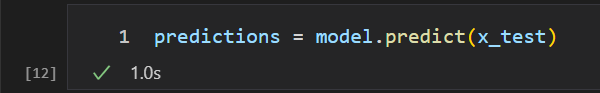 1 predictions = model.predict(x_test)
[12] 1.0s